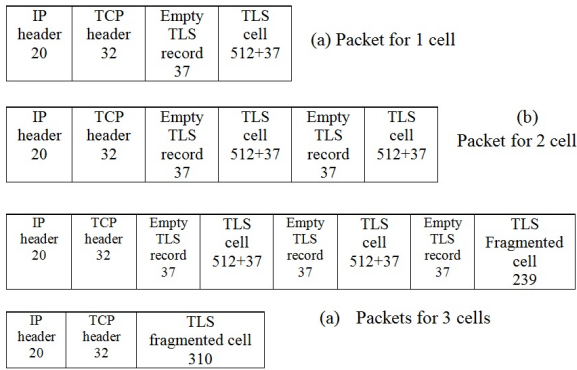 IP header 20 TCP header 32 Empty TLS record 37 TLS cell 512+37
(a) Packet for 1 cell
IP header 20 TCP header 32 Empty TLS record 37 TLS cell 512+37 Empty TLS record 37 TLS cell 512+37
(b)
Packet for 2 cell
IP header 20 TCP header 32 Empty TLS record 37 TLS cell 512+37 Empty TLS record 37 TLS cell 512+37 Empty TLS record 37 TLS Fragmented cell 239
IP header 20 TCP header 32 TLS fragmented cell 310
(a) Packets for 3 cells